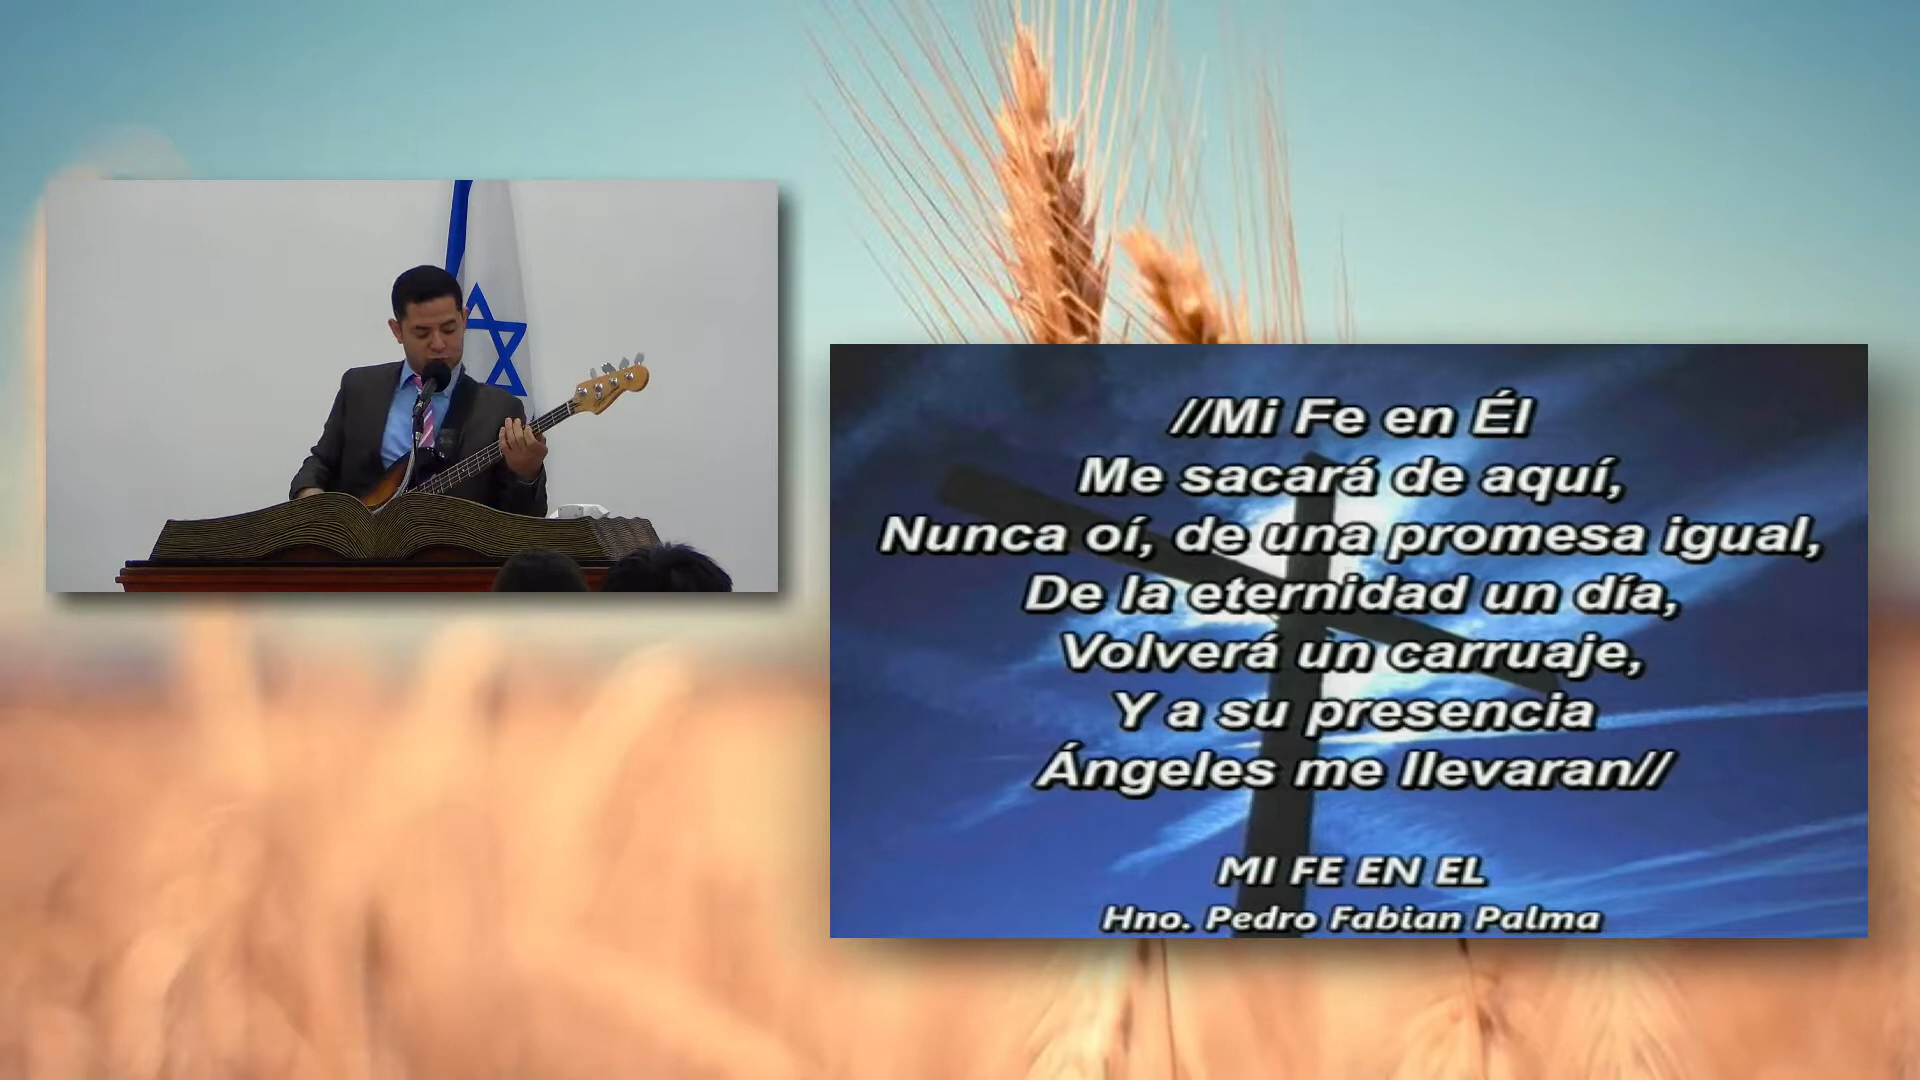 //Mi Fe en Él
Me sacará de aquí,
Nunca oí, de una promesa igual,
De la eternidad un día,
Volverá un carruaje,
Y a su presencia
Ángeles me llevaran//
MI FE EN EL
Hno. Pedro Fabian Palma